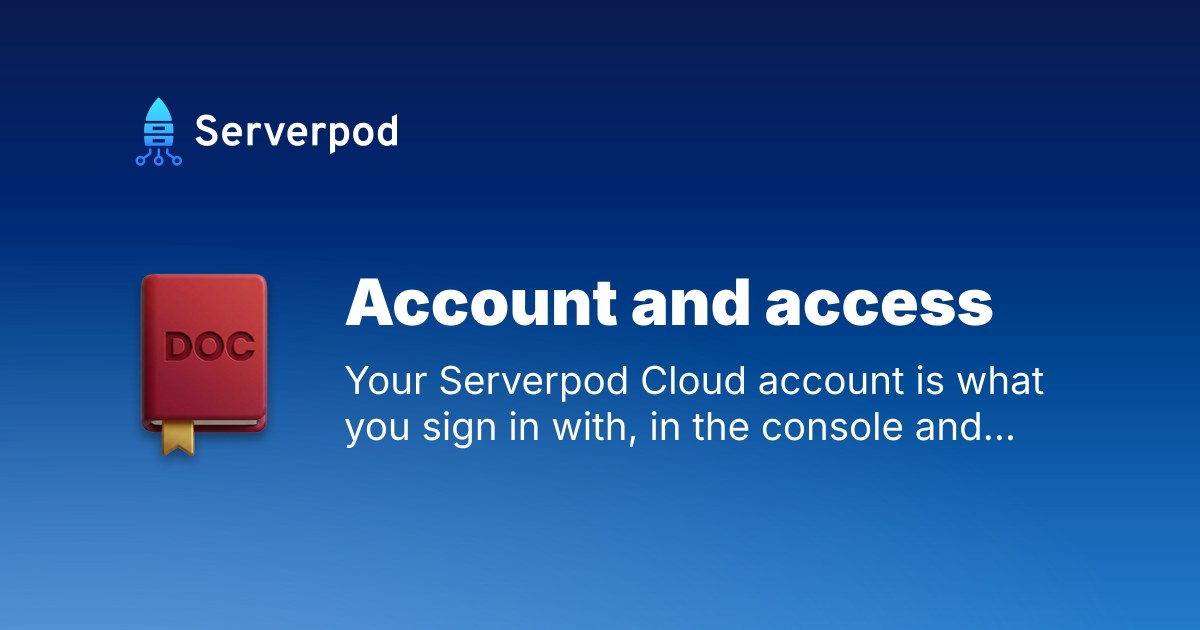 Serverpod
DOC
Account and access
Your Serverpod Cloud account is what
you sign in with, in the console and...